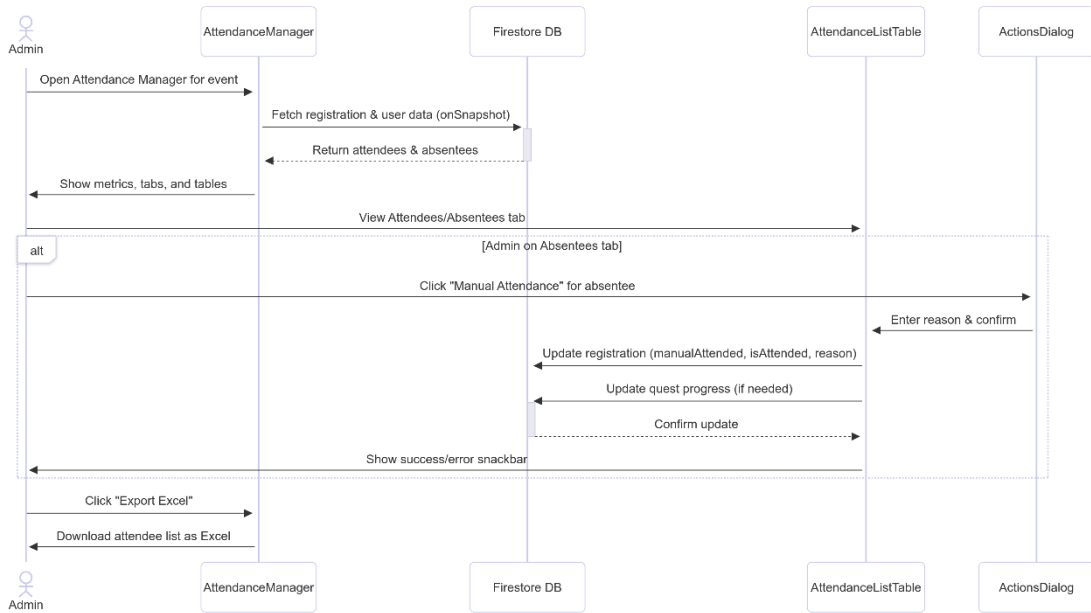 Admin
AttendanceManager
Firestore DB
AttendanceListTable
ActionsDialog
Open Attendance Manager for event
Fetch registration & user data (onSnapshot)
Return attendees & absentees
Show metrics, tabs, and tables
View Attendees/Absentees tab
alt
[Admin on Absentees tab]
Click "Manual Attendance" for absentee
Enter reason & confirm
Update registration (manualAttended, isAttended, reason)
Update quest progress (if needed)
Confirm update
Show success/error snackbar
Click "Export Excel"
Download attendee list as Excel
Admin
AttendanceManager
Firestore DB
AttendanceListTable
ActionsDialog